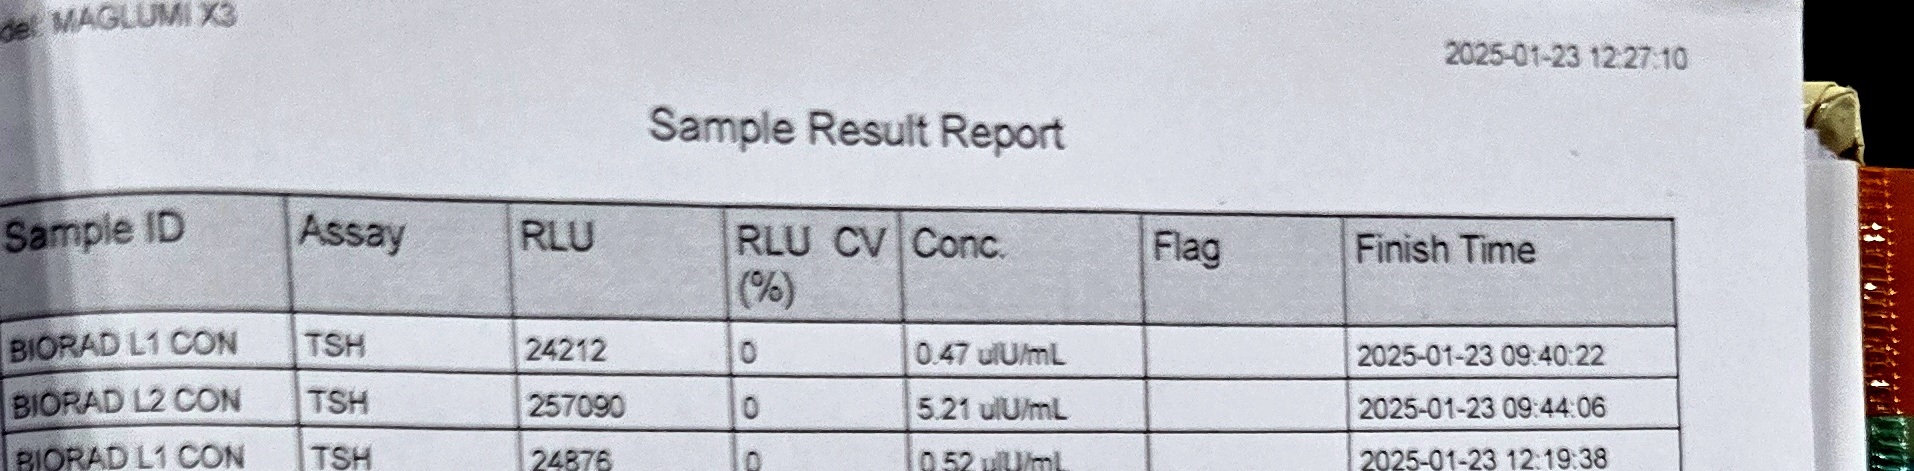 del: MAGLUMI X3
2025-01-23 12:27:10
Sample Result Report
Sample ID Assay RLU RLU CV (%) Conc. Flag Finish Time
BIORAD L1 CON TSH 24212 0 0.47 uIU/mL 2025-01-23 09:40:22
BIORAD L2 CON TSH 257090 0 5.21 uIU/mL 2025-01-23 09:44:06
BIORAD L1 CON TSH 24876 0 0.52 uIU/mL 2025-01-23 12:19:38